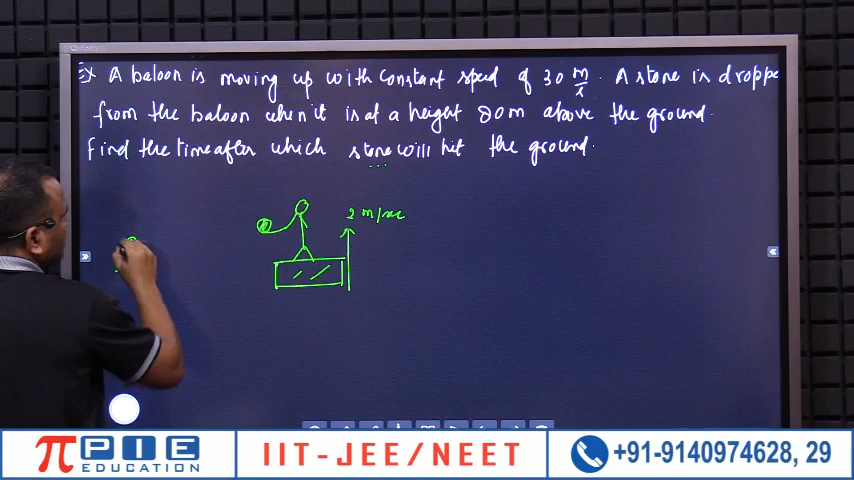 Ex A baloon is moving up with constant speed of 30 m/s. A stone is droppe
from the baloon when it is at a height 80m above the ground.
Find the time after which stone will hit the ground.
2 m/sec
π PIE EDUCATION
IIT-JEE/NEET
+91-9140974628, 29